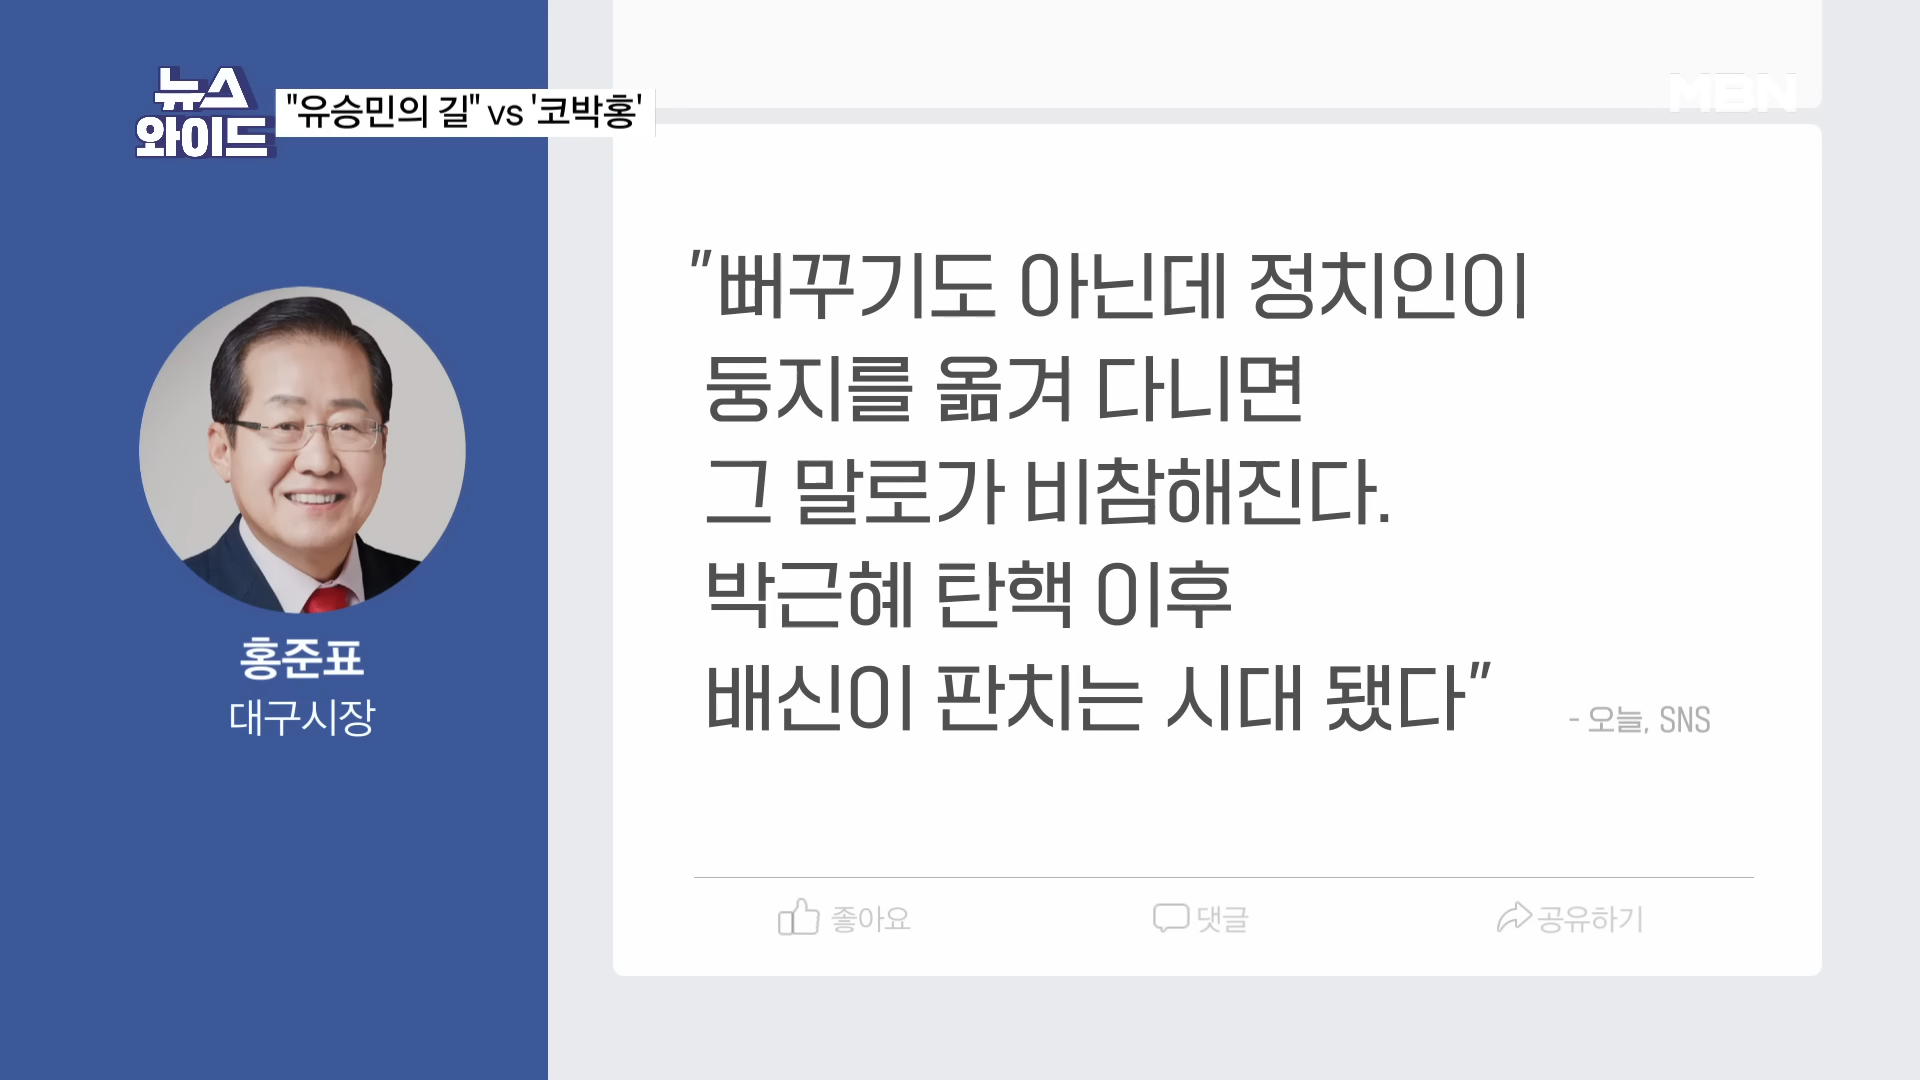 뉴스
와이드
"유승민의 길" vs '코박홍'
MBN
"뻐꾸기도 아닌데 정치인이
둥지를 옮겨 다니면
그 말로가 비참해진다.
박근혜 탄핵 이후
배신이 판치는 시대 됐다"
- 오늘, SNS
홍준표
대구시장
좋아요
댓글
공유하기